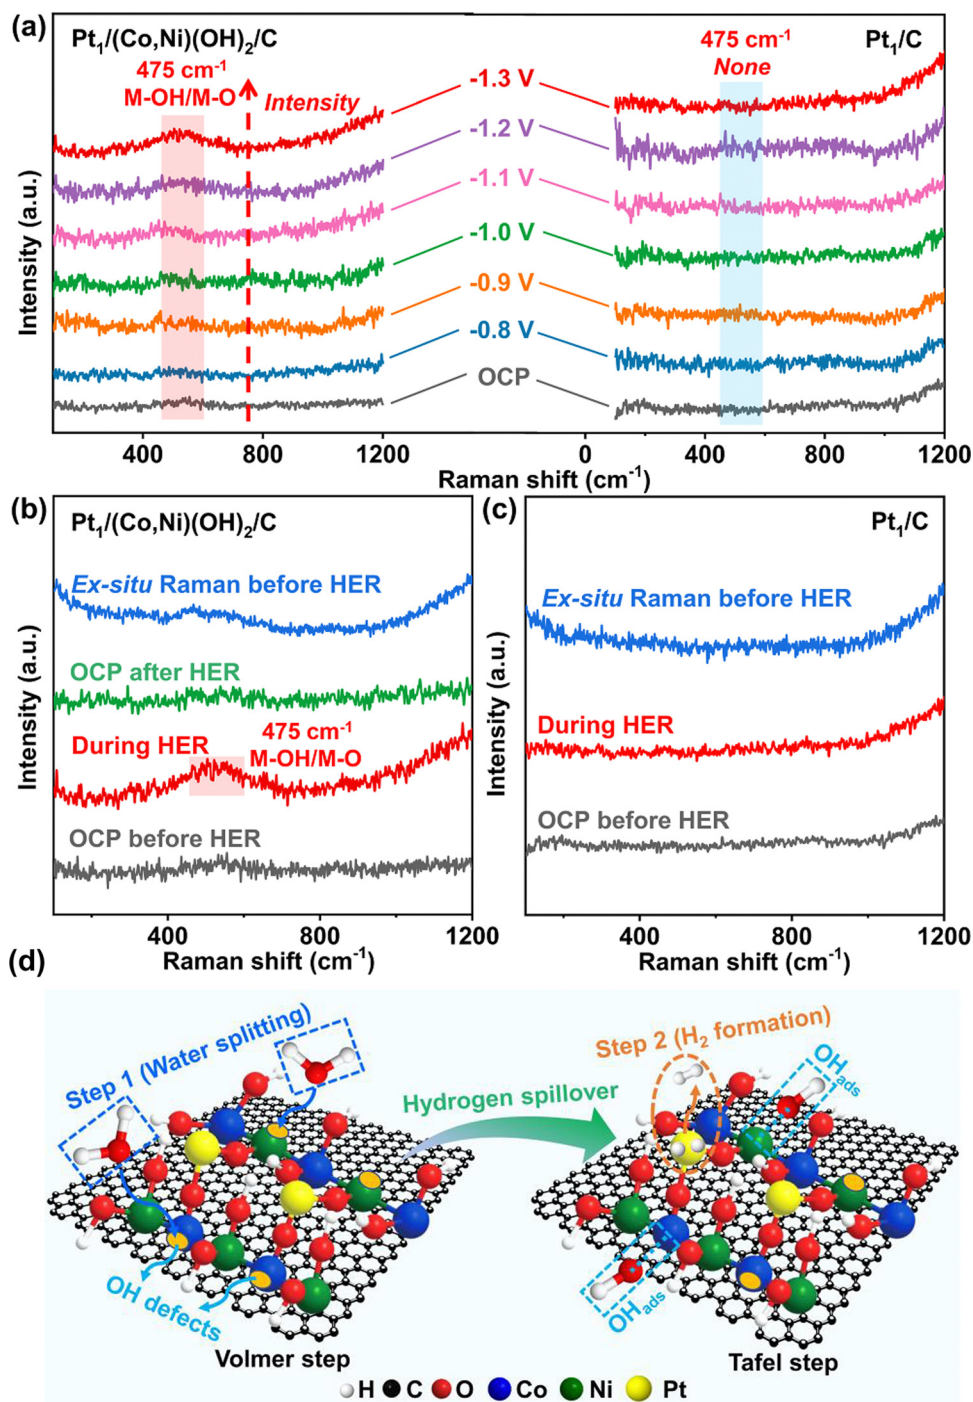 (a)
Pt1/(Co,Ni)(OH)2/C
475 cm-1
M-OH/M-O
Intensity
475 cm-1
None
Pt1/C
-1.3 V
-1.2 V
-1.1 V
-1.0 V
-0.9 V
-0.8 V
OCP
Intensity (a.u.)
400 800 1200 0 400 800 1200
Raman shift (cm-1)
(b)
Pt1/(Co,Ni)(OH)2/C
Ex-situ Raman before HER
OCP after HER
475 cm-1
During HER
M-OH/M-O
OCP before HER
Intensity (a.u.)
400 800 1200
Raman shift (cm-1)
(c)
Pt1/C
Ex-situ Raman before HER
During HER
OCP before HER
Intensity (a.u.)
400 800 1200
Raman shift (cm-1)
(d)
Step 1 (Water splitting)
Hydrogen spillover
Step 2 (H2 formation)
OHads
OH defects
OHads
Volmer step
Tafel step
H C O Co Ni Pt